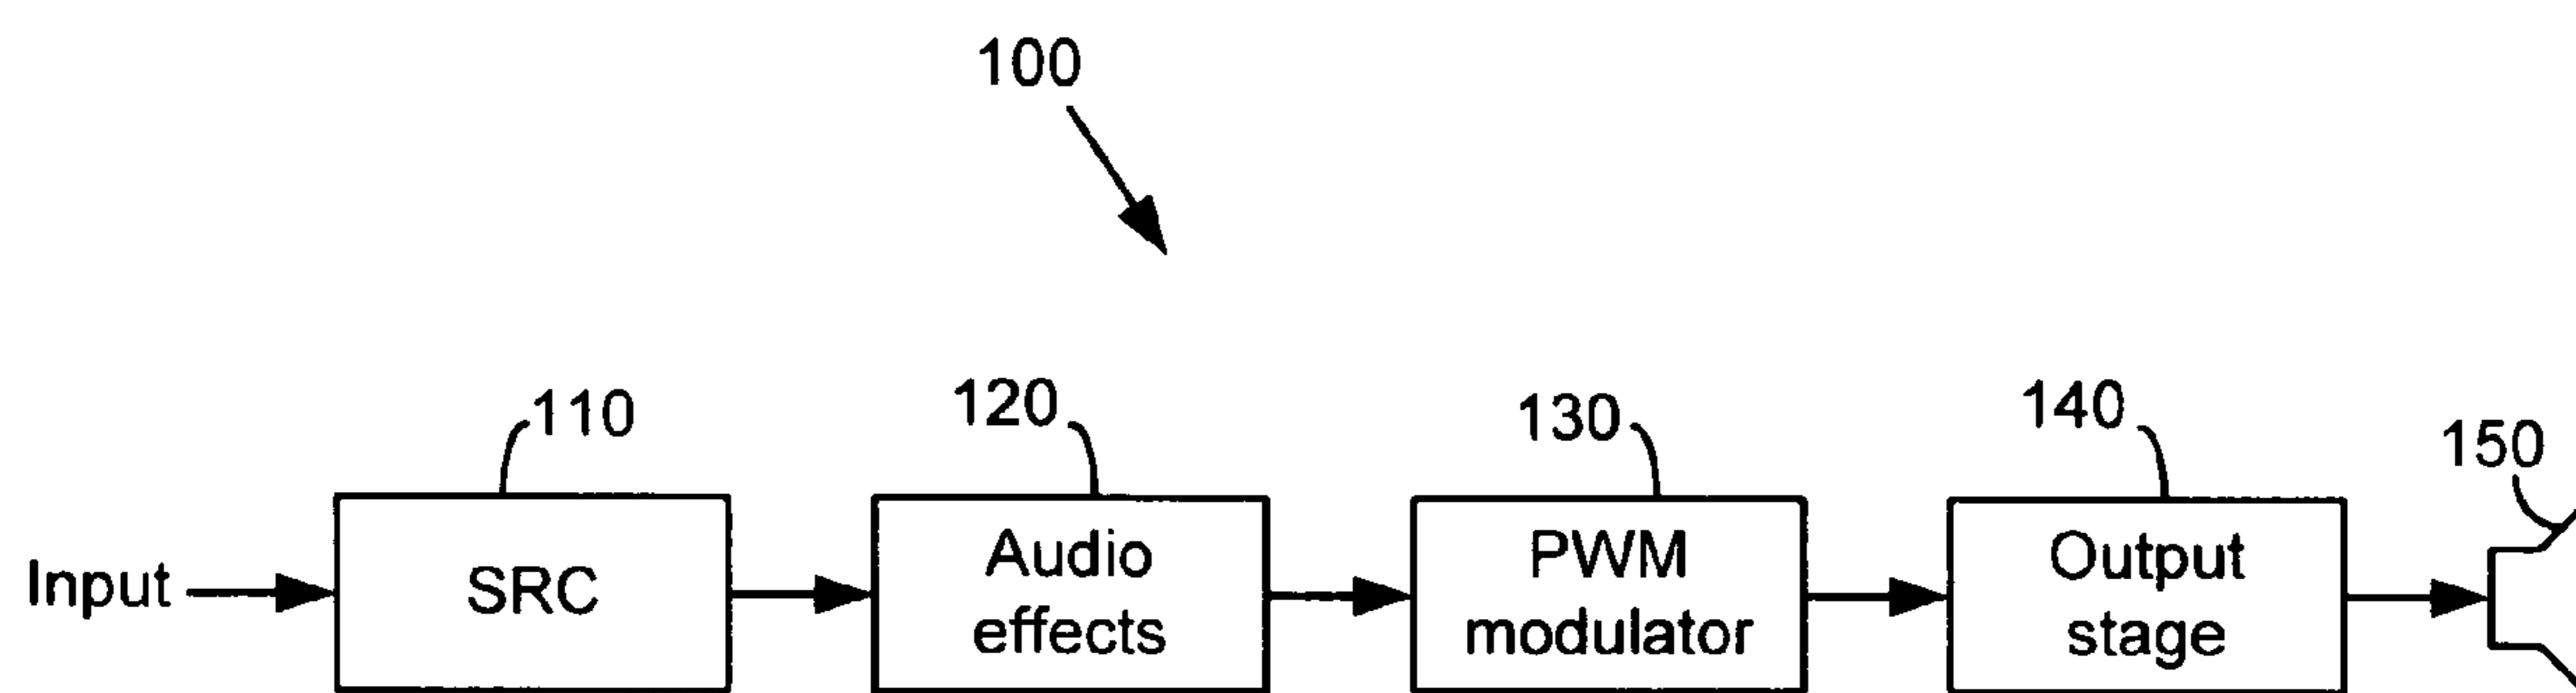 100
110
120
130
140
150
Input
SRC
Audio
effects
PWM
modulator
Output
stage